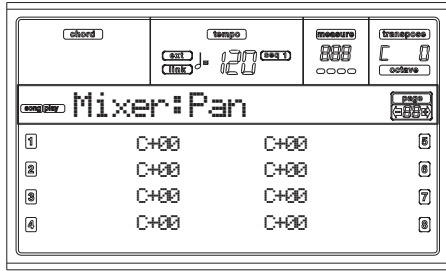 chord tempo measure transpose
ext ♩= 120 seq 1 888 C 0
link octave
song play Mixer:Pan page
88
1 C+00 C+00 5
2 C+00 C+00 6
3 C+00 C+00 7
4 C+00 C+00 8